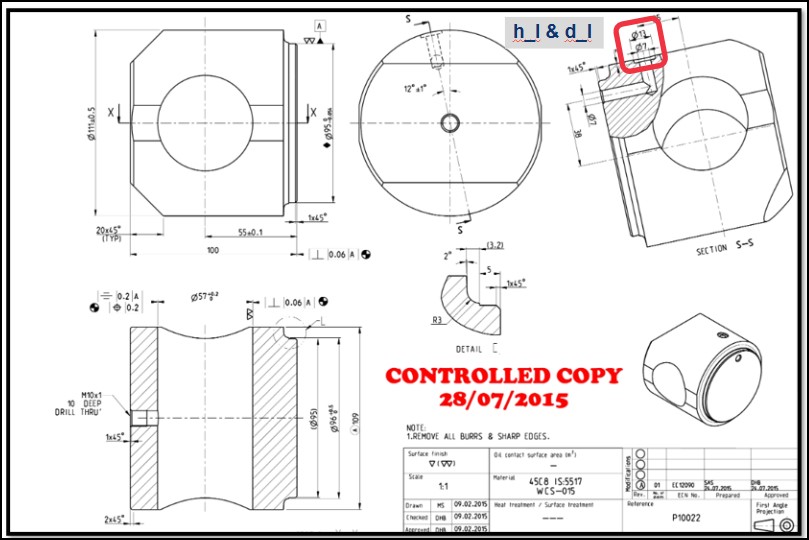 h_l & d_l
S
A
Ø13
Ø7
1x45°
X
X
12°±1°
Ø111±0.5
Ø95
Ø7
38
1x45°
S
20x45°
(TYP)
55±0.1
100
⊥ 0.06 A
SECTION S-S
(3.2)
2°
5
1x45°
R3
DETAIL
0.2 A
0.2
Ø57
⊥ 0.06 A
L
M10x1
10 DEEP
DRILL THRU'
1x45°
2x45°
(Ø95)
Ø96
109
CONTROLLED COPY
28/07/2015
NOTE:
1.REMOVE ALL BURRS & SHARP EDGES.
Surface finish
Oil contact surface area (m²)
—
Scale
1:1
Material
45C8 IS:5517
WCS-015
Drawn MS 09.02.2015
Checked DHB 09.02.2015
Approved DHB 09.02.2015
Heat treatment / Surface treatment
---
Modifications
A 01 EC12090 SAS 24.07.2015 DHB 24.07.2015
Rev. No. of place ECN No. Prepared Approved
Reference
P10022
First Angle
Projection